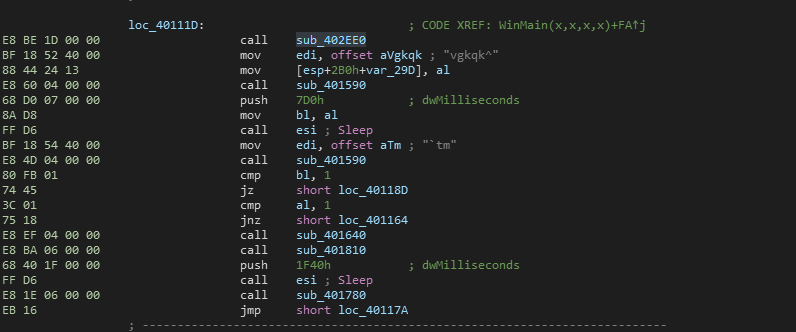 loc_40111D: ; CODE XREF: WinMain(x,x,x,x)+FA↑j
E8 BE 1D 00 00 call sub_402EE0
BF 18 52 40 00 mov edi, offset aVgkqk ; "vgkqk^"
88 44 24 13 mov [esp+2B0h+var_29D], al
E8 60 04 00 00 call sub_401590
68 D0 07 00 00 push 7D0h ; dwMilliseconds
8A D8 mov bl, al
FF D6 call esi ; Sleep
BF 18 54 40 00 mov edi, offset aTm ; "`tm"
E8 4D 04 00 00 call sub_401590
80 FB 01 cmp bl, 1
74 45 jz short loc_40118D
3C 01 cmp al, 1
75 18 jnz short loc_401164
E8 EF 04 00 00 call sub_401640
E8 BA 06 00 00 call sub_401810
68 40 1F 00 00 push 1F40h ; dwMilliseconds
FF D6 call esi ; Sleep
E8 1E 06 00 00 call sub_401780
EB 16 jmp short loc_40117A
; ---------------------------------------------------------------------------